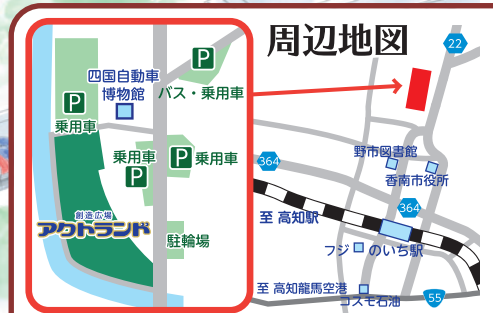 周辺地図
22
P
四国自動車
博物館
P
バス・乗用車
乗用車
乗用車
P
P
乗用車
創造広場
アクトランド
駐輪場
野市図書館
364
香南市役所
364
至 高知駅
フジ
のいち駅
至 高知龍馬空港
コスモ石油
55